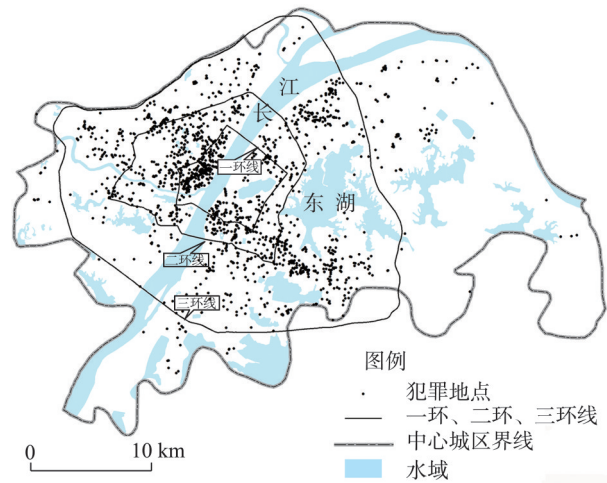 江
长
一环线
东湖
二环线
三环线
图例
犯罪地点
一环、二环、三环线
中心城区界线
水域
0 10 km